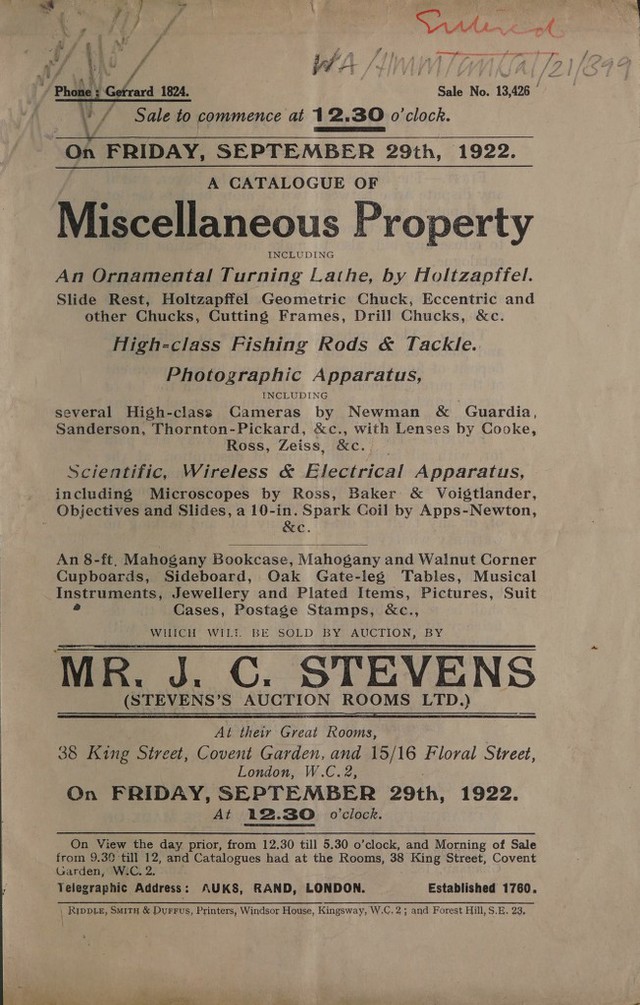 Entered
WA/HMM/
/21/399
Phone: Gerrard 1824.
Sale No. 13,426
Sale to commence at 12.30 o'clock.
On FRIDAY, SEPTEMBER 29th, 1922.
A CATALOGUE OF
Miscellaneous Property
INCLUDING
An Ornamental Turning Lathe, by Holtzapffel.
Slide Rest, Holtzapffel Geometric Chuck, Eccentric and
other Chucks, Cutting Frames, Drill Chucks, &c.
High-class Fishing Rods & Tackle.
Photographic Apparatus,
INCLUDING
several High-class Cameras by Newman & Guardia,
Sanderson, Thornton-Pickard, &c., with Lenses by Cooke,
Ross, Zeiss, &c.
Scientific, Wireless & Electrical Apparatus,
including Microscopes by Ross, Baker & Voigtlander,
Objectives and Slides, a 10-in. Spark Coil by Apps-Newton,
&c.
An 8-ft. Mahogany Bookcase, Mahogany and Walnut Corner
Cupboards, Sideboard, Oak Gate-leg Tables, Musical
Instruments, Jewellery and Plated Items, Pictures, Suit
Cases, Postage Stamps, &c.,
WHICH WILL BE SOLD BY AUCTION, BY
MR. J. C. STEVENS
(STEVENS'S AUCTION ROOMS LTD.)
At their Great Rooms,
38 King Street, Covent Garden, and 15/16 Floral Street,
London, W.C.2,
On FRIDAY, SEPTEMBER 29th, 1922.
At 12.30 o'clock.
On View the day prior, from 12.30 till 5.30 o'clock, and Morning of Sale
from 9.30 till 12, and Catalogues had at the Rooms, 38 King Street, Covent
Garden, W.C. 2.
Telegraphic Address: AUKS, RAND, LONDON.
Established 1760.
RIDDLE, SMITH & DUFFUS, Printers, Windsor House, Kingsway, W.C. 2; and Forest Hill, S.E. 23.